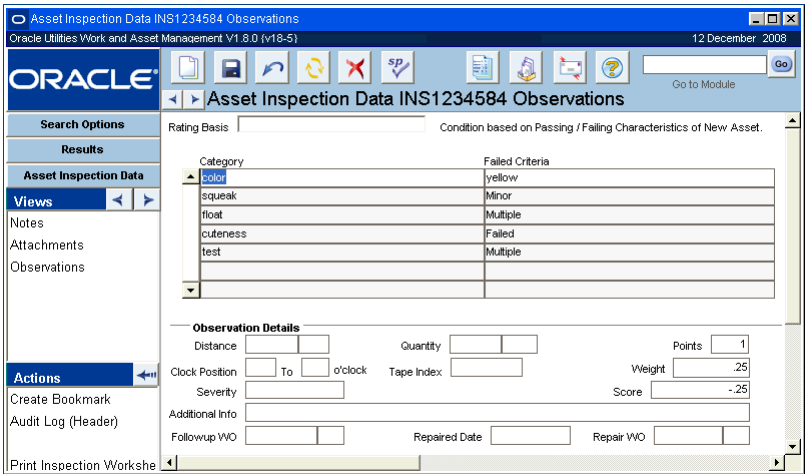 Asset Inspection Data INS1234584 Observations
Oracle Utilities Work and Asset Management V1.8.0 {v18-5} 12 December 2008
ORACLE
sp
Go
Go to Module
Asset Inspection Data INS1234584 Observations
Search Options
Results
Asset Inspection Data
Views
Notes
Attachments
Observations
Actions
Create Bookmark
Audit Log (Header)
Print Inspection Workshe
Rating Basis Condition based on Passing / Failing Characteristics of New Asset.
Category Failed Criteria
color yellow
squeak Minor
float Multiple
cuteness Failed
test Multiple
Observation Details
Distance Quantity Points 1
Clock Position To o'clock Tape Index Weight .25
Severity Score -.25
Additional Info
Followup WO Repaired Date Repair WO